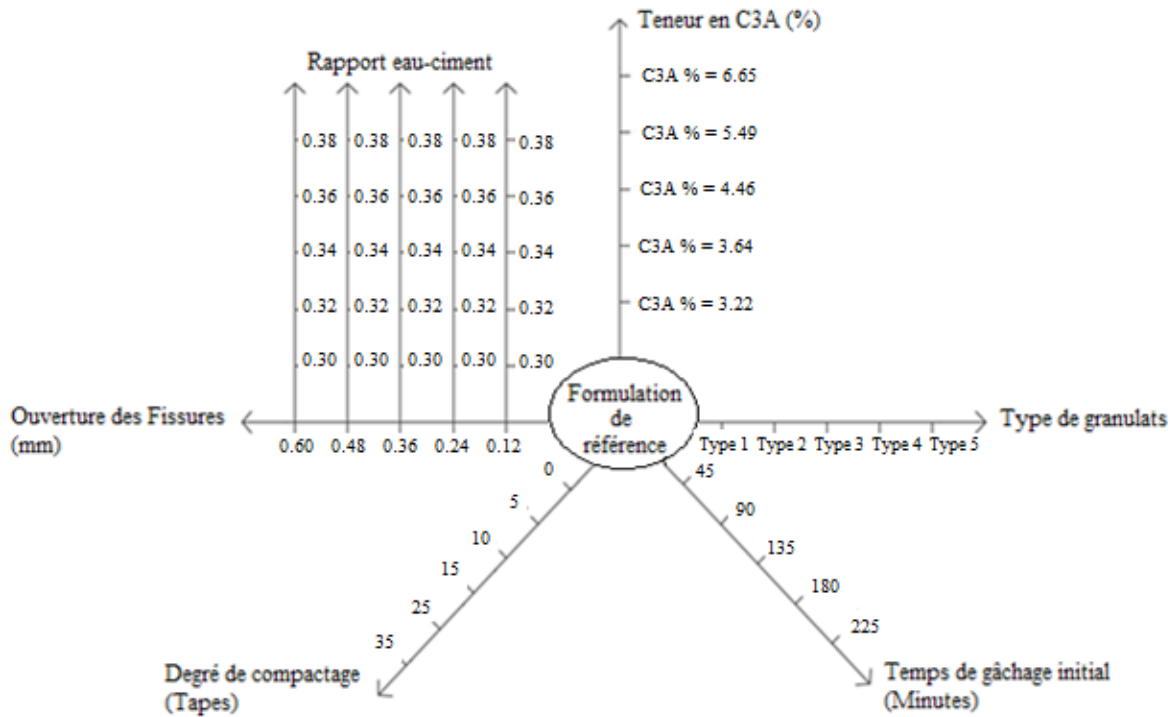 Teneur en C3A (%)
Rapport eau-ciment
C3A % = 6.65
C3A % = 5.49
C3A % = 4.46
C3A % = 3.64
C3A % = 3.22
0.38 0.38 0.38 0.38 0.38
0.36 0.36 0.36 0.36 0.36
0.34 0.34 0.34 0.34 0.34
0.32 0.32 0.32 0.32 0.32
0.30 0.30 0.30 0.30 0.30
Ouverture des Fissures
(mm)
0.60 0.48 0.36 0.24 0.12
Formulation
de
référence
Type 1 Type 2 Type 3 Type 4 Type 5
Type de granulats
0
5
10
15
25
35
Degré de compactage
(Tapes)
45
90
135
180
225
Temps de gâchage initial
(Minutes)